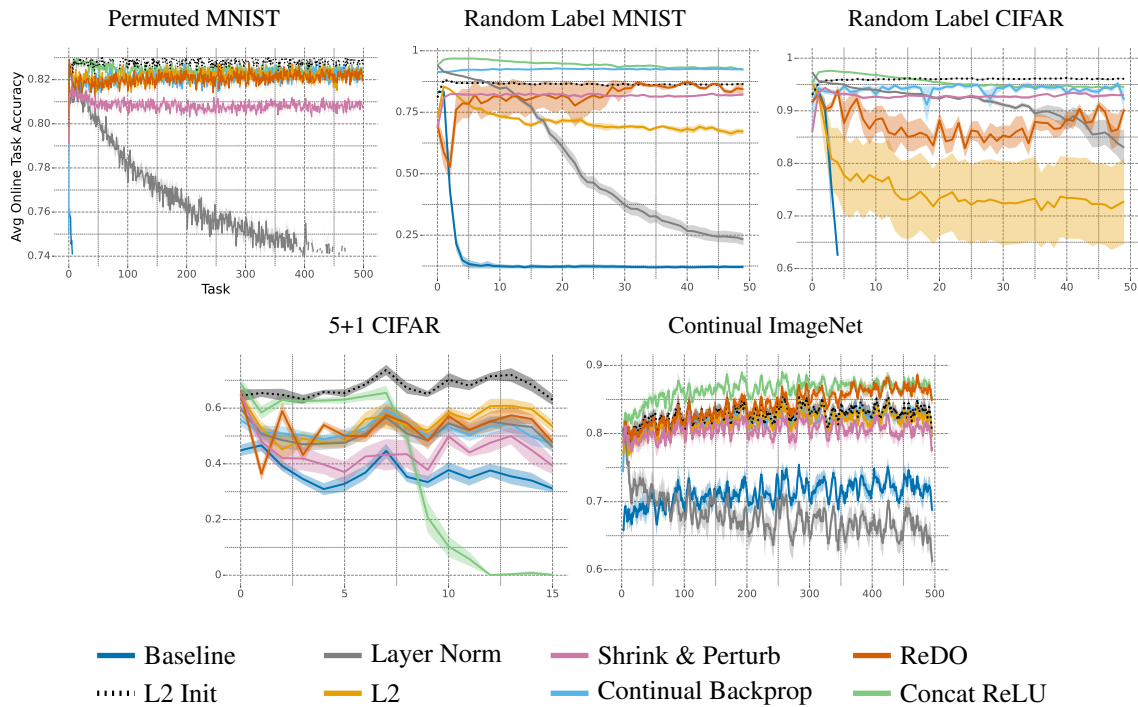 Permuted MNIST
Random Label MNIST
Random Label CIFAR
Avg Online Task Accuracy
0.82
0.80
0.78
0.76
0.74
0 100 200 300 400 500
Task
1
0.75
0.50
0.25
0 10 20 30 40 50
1
0.9
0.8
0.7
0.6
0 10 20 30 40 50
5+1 CIFAR
Continual ImageNet
0.6
0.4
0.2
0
0 5 10 15
0.9
0.8
0.7
0.6
0 100 200 300 400 500
Baseline Layer Norm Shrink & Perturb ReDO
L2 Init L2 Continual Backprop Concat ReLU